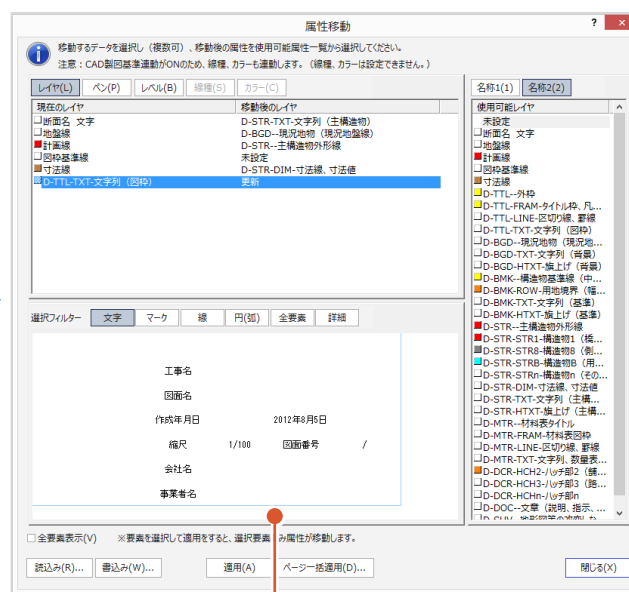 属性移動
? ×
移動するデータを選択し（複数可）、移動後の属性を使用可能属性一覧から選択してください。
注意：CAD製図基準連動がONのため、線種、カラーも連動します。（線種、カラーは設定できません。）
レイヤ(L) ペン(P) レベル(B) 線種(S) カラー(C)
現在のレイヤ 移動後のレイヤ
断面名 文字 D-STR-TXT-文字列（主構造物）
地盤線 D-BGD--現況地物（現況地盤線）
計画線 D-STR--主構造物外形線
図枠基準線 未設定
寸法線 D-STR-DIM-寸法線、寸法値
D-TTL-TXT-文字列（図枠） 更新
名称1(1) 名称2(2)
使用可能レイヤ
未設定
断面名 文字
地盤線
計画線
図枠基準線
寸法線
D-TTL--外枠
D-TTL-FRAM-タイトル枠、凡...
D-TTL-LINE-区切り線、罫線
D-TTL-TXT-文字列（図枠）
D-BGD--現況地物（現況地...
D-BGD-TXT-文字列（背景）
D-BGD-HTXT-旗上げ（背景）
D-BMK--構造物基準線（中...
D-BMK-ROW-用地境界（幅...
D-BMK-TXT-文字列（基準）
D-BMK-HTXT-旗上げ（基準）
D-STR--主構造物外形線
D-STR-STR1-構造物1（橋...
D-STR-STR8-構造物8（側...
D-STR-STRB-構造物B（用...
D-STR-STRn-構造物n（その...
D-STR-DIM-寸法線、寸法値
D-STR-TXT-文字列（主構...
D-STR-HTXT-旗上げ（主構...
D-MTR--材料表タイトル
D-MTR-FRAM-材料表図枠
D-MTR-LINE-区切り線、罫線
D-MTR-TXT-文字列、数量表...
D-DCR-HCH2-ハッチ部2（舗...
D-DCR-HCH3-ハッチ部3（路...
D-DCR-HCHn-ハッチ部n
D-DOC--文章（説明、指示、...
選択フィルター 文字 マーク 線 円(弧) 全要素 詳細
工事名
図面名
作成年月日 2012年8月5日
縮尺 1/100 図面番号 /
会社名
事業者名
全要素表示(V) ※要素を選択して適用をすると、選択要素 み属性が移動します。
読込み(R)... 書込み(W)... 適用(A) ページ一括適用(D)... 閉じる(X)